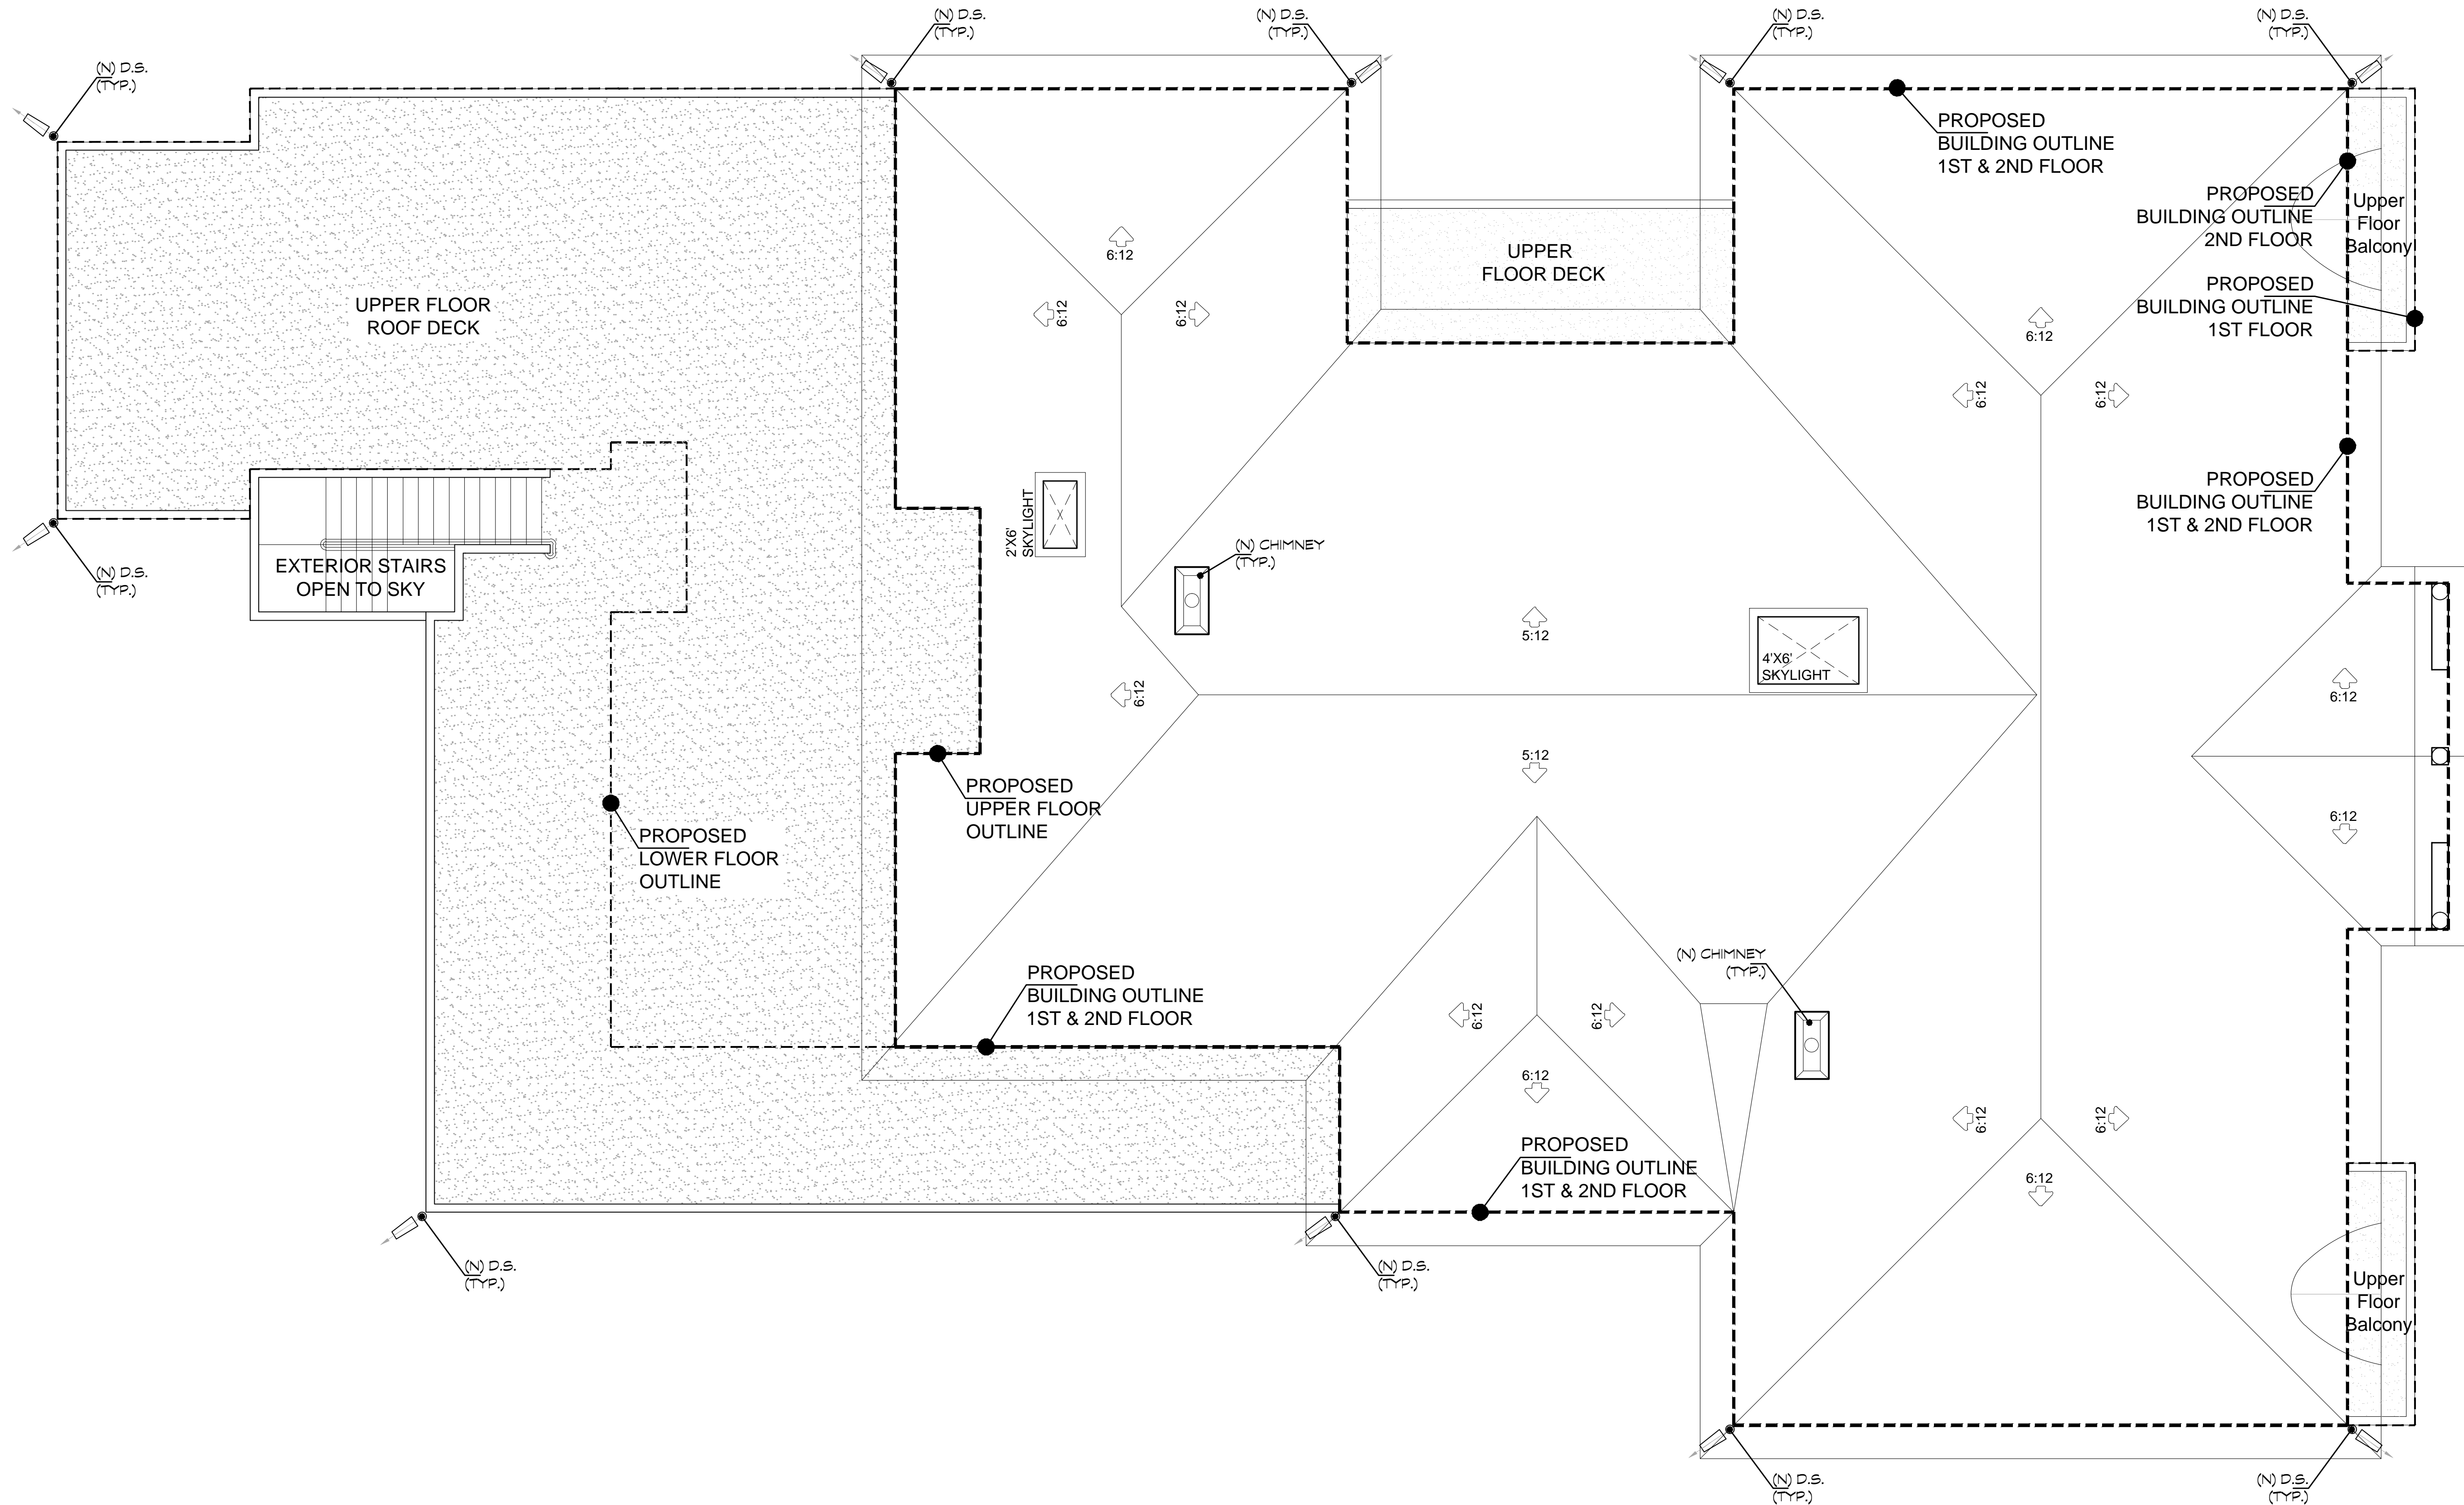 (N) D.S.
(TYP.)
(N) D.S.
(TYP.)
(N) D.S.
(TYP.)
(N) D.S.
(TYP.)
(N) D.S.
(TYP.)
PROPOSED
BUILDING OUTLINE
1ST & 2ND FLOOR
PROPOSED
BUILDING OUTLINE
2ND FLOOR
Upper
Floor
Balcony
UPPER
FLOOR DECK
6:12
PROPOSED
BUILDING OUTLINE
1ST FLOOR
UPPER FLOOR
ROOF DECK
6:12
6:12
6:12
6:12
6:12
PROPOSED
BUILDING OUTLINE
1ST & 2ND FLOOR
2'X6'
SKYLIGHT
(N) CHIMNEY
(TYP.)
EXTERIOR STAIRS
OPEN TO SKY
(N) D.S.
(TYP.)
5:12
4'X6'
SKYLIGHT
6:12
6:12
5:12
6:12
PROPOSED
UPPER FLOOR
OUTLINE
PROPOSED
LOWER FLOOR
OUTLINE
(N) CHIMNEY
(TYP.)
PROPOSED
BUILDING OUTLINE
1ST & 2ND FLOOR
6:12
6:12
6:12
6:12
6:12
6:12
PROPOSED
BUILDING OUTLINE
1ST & 2ND FLOOR
(N) D.S.
(TYP.)
(N) D.S.
(TYP.)
Upper
Floor
Balcony
(N) D.S.
(TYP.)
(N) D.S.
(TYP.)